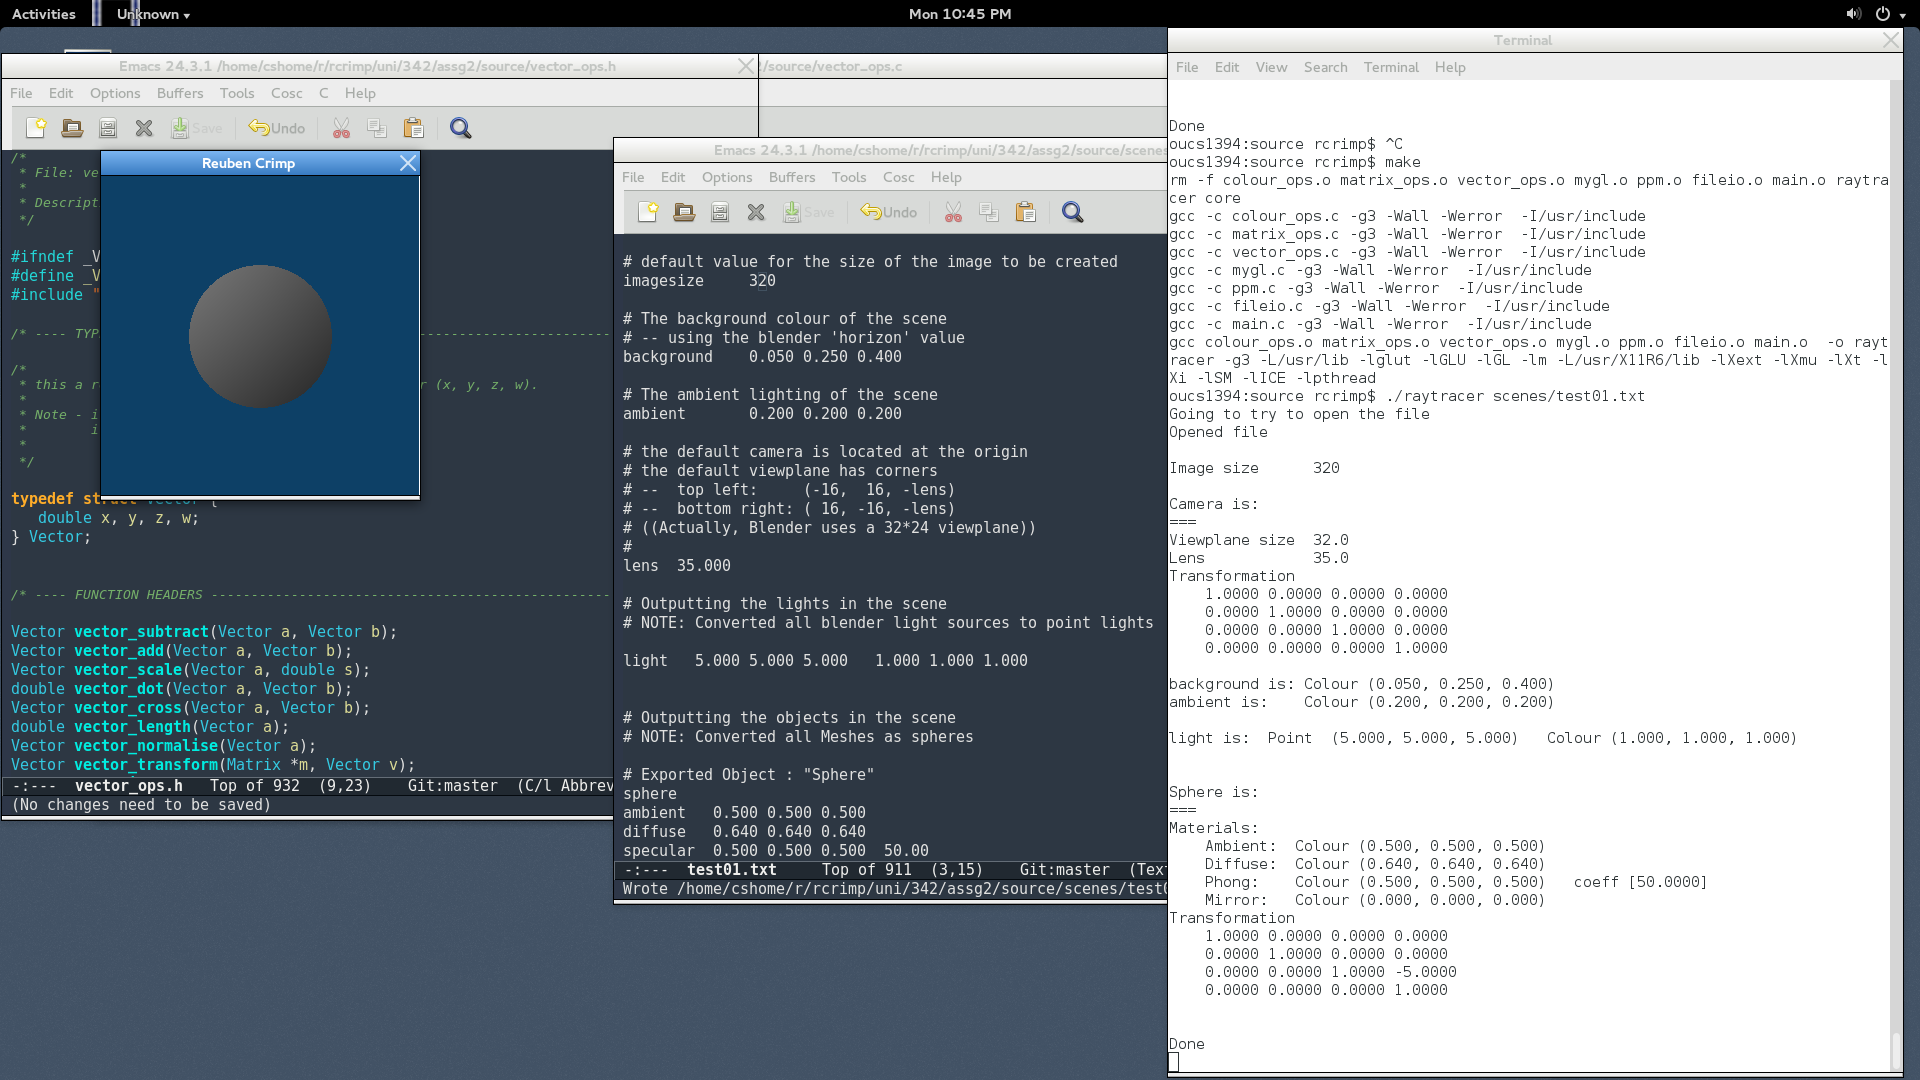 Activities
Unknown
Mon 10:45 PM
Emacs 24.3.1 /home/cshome/r/rcrimp/uni/342/assg2/source/vector_ops.h
File Edit Options Buffers Tools Cosc C Help
Save Undo
/*
 * File: ve
 *
 * Descript
 */
#ifndef _V
#define _V
#include "
/* ---- TYP
/*
 * this a r
r (x, y, z, w).
 *
 * Note - i
 * i
 *
 */
typedef struct Vector {
   double x, y, z, w;
} Vector;
/* ---- FUNCTION HEADERS --------------------------------------------------
Vector vector_subtract(Vector a, Vector b);
Vector vector_add(Vector a, Vector b);
Vector vector_scale(Vector a, double s);
double vector_dot(Vector a, Vector b);
Vector vector_cross(Vector a, Vector b);
double vector_length(Vector a);
Vector vector_normalise(Vector a);
Vector vector_transform(Matrix *m, Vector v);
-:--- vector_ops.h Top of 932 (9,23) Git:master (C/l Abbrev
(No changes need to be saved)
Reuben Crimp
/source/vector_ops.c
Emacs 24.3.1 /home/cshome/r/rcrimp/uni/342/assg2/source/scenes
File Edit Options Buffers Tools Cosc Help
Save Undo
# default value for the size of the image to be created
imagesize     320
# The background colour of the scene
# -- using the blender 'horizon' value
background    0.050 0.250 0.400
# The ambient lighting of the scene
ambient       0.200 0.200 0.200
# the default camera is located at the origin
# the default viewplane has corners
# --  top left:     (-16,  16, -lens)
# --  bottom right: ( 16, -16, -lens)
# ((Actually, Blender uses a 32*24 viewplane))
#
lens  35.000
# Outputting the lights in the scene
# NOTE: Converted all blender light sources to point lights
light   5.000 5.000 5.000   1.000 1.000 1.000
# Outputting the objects in the scene
# NOTE: Converted all Meshes as spheres
# Exported Object : "Sphere"
sphere
ambient   0.500 0.500 0.500
diffuse   0.640 0.640 0.640
specular  0.500 0.500 0.500  50.00
-:--- test01.txt Top of 911 (3,15) Git:master (Tex
Wrote /home/cshome/r/rcrimp/uni/342/assg2/source/scenes/test0
Terminal
File Edit View Search Terminal Help
Done
oucs1394:source rcrimp$ ^C
oucs1394:source rcrimp$ make
rm -f colour_ops.o matrix_ops.o vector_ops.o mygl.o ppm.o fileio.o main.o raytra
cer core
gcc -c colour_ops.c -g3 -Wall -Werror  -I/usr/include
gcc -c matrix_ops.c -g3 -Wall -Werror  -I/usr/include
gcc -c vector_ops.c -g3 -Wall -Werror  -I/usr/include
gcc -c mygl.c -g3 -Wall -Werror  -I/usr/include
gcc -c ppm.c -g3 -Wall -Werror  -I/usr/include
gcc -c fileio.c -g3 -Wall -Werror  -I/usr/include
gcc -c main.c -g3 -Wall -Werror  -I/usr/include
gcc colour_ops.o matrix_ops.o vector_ops.o mygl.o ppm.o fileio.o main.o  -o rayt
racer -g3 -L/usr/lib -lglut -lGLU -lGL -lm -L/usr/X11R6/lib -lXext -lXmu -lXt -l
Xi -lSM -lICE -lpthread
oucs1394:source rcrimp$ ./raytracer scenes/test01.txt
Going to try to open the file
Opened file
Image size      320
Camera is:
===
Viewplane size  32.0
Lens            35.0
Transformation
    1.0000 0.0000 0.0000 0.0000
    0.0000 1.0000 0.0000 0.0000
    0.0000 0.0000 1.0000 0.0000
    0.0000 0.0000 0.0000 1.0000
background is: Colour (0.050, 0.250, 0.400)
ambient is:    Colour (0.200, 0.200, 0.200)
light is:  Point  (5.000, 5.000, 5.000)   Colour (1.000, 1.000, 1.000)
Sphere is:
===
Materials:
    Ambient:  Colour (0.500, 0.500, 0.500)
    Diffuse:  Colour (0.640, 0.640, 0.640)
    Phong:    Colour (0.500, 0.500, 0.500)   coeff [50.0000]
    Mirror:   Colour (0.000, 0.000, 0.000)
Transformation
    1.0000 0.0000 0.0000 0.0000
    0.0000 1.0000 0.0000 0.0000
    0.0000 0.0000 1.0000 -5.0000
    0.0000 0.0000 0.0000 1.0000
Done